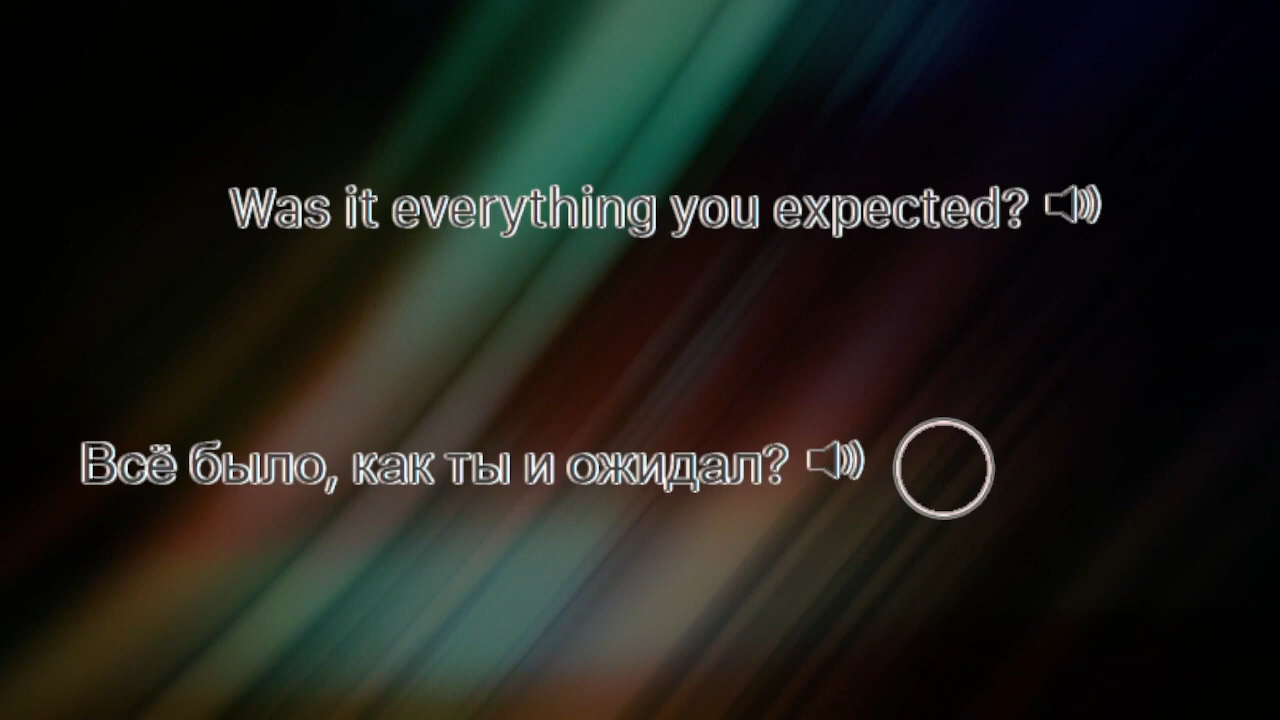 Was it everything you expected?
Всё было, как ты и ожидал?